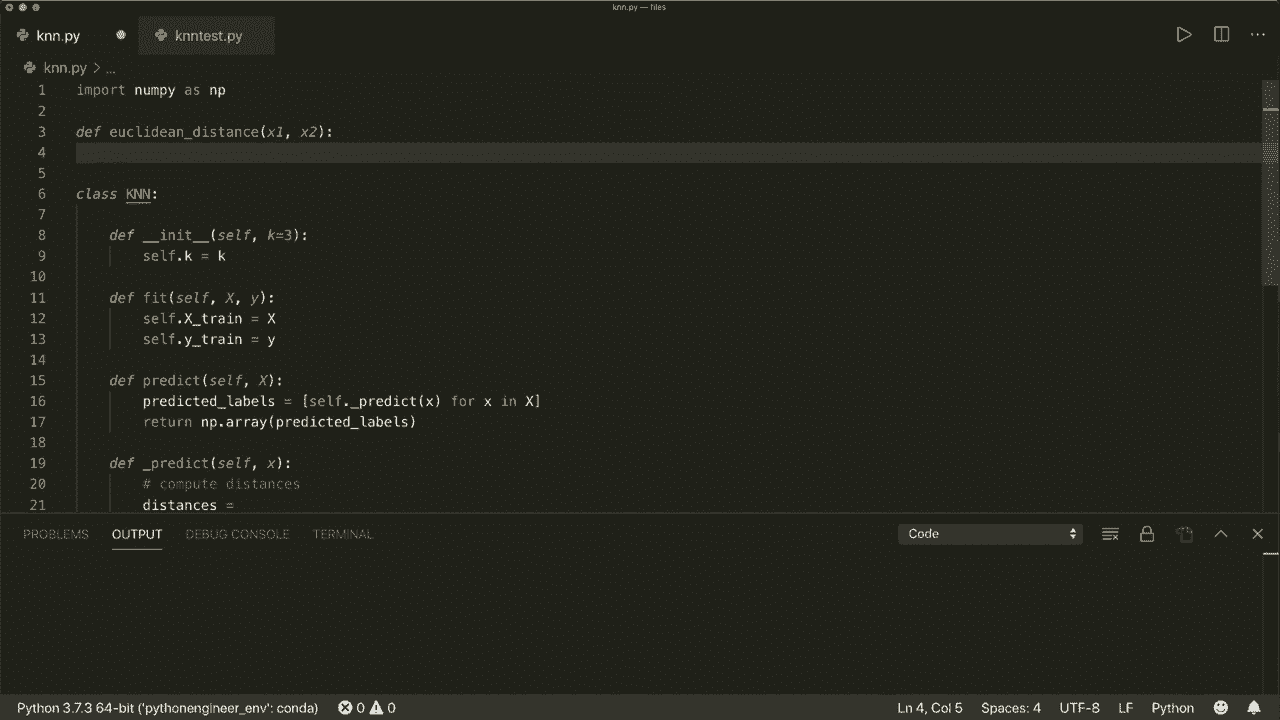 knn.py — files
knn.py
knntest.py
knn.py > ...
1 import numpy as np
2
3 def euclidean_distance(x1, x2):
4
5
6 class KNN:
7
8 def __init__(self, k=3):
9 self.k = k
10
11 def fit(self, X, y):
12 self.X_train = X
13 self.y_train = y
14
15 def predict(self, X):
16 predicted_labels = [self._predict(x) for x in X]
17 return np.array(predicted_labels)
18
19 def _predict(self, x):
20 # compute distances
21 distances =
PROBLEMS OUTPUT DEBUG CONSOLE TERMINAL Code
Python 3.7.3 64-bit ('pythonengineer_env': conda) 0 0 Ln 4, Col 5 Spaces: 4 UTF-8 LF Python